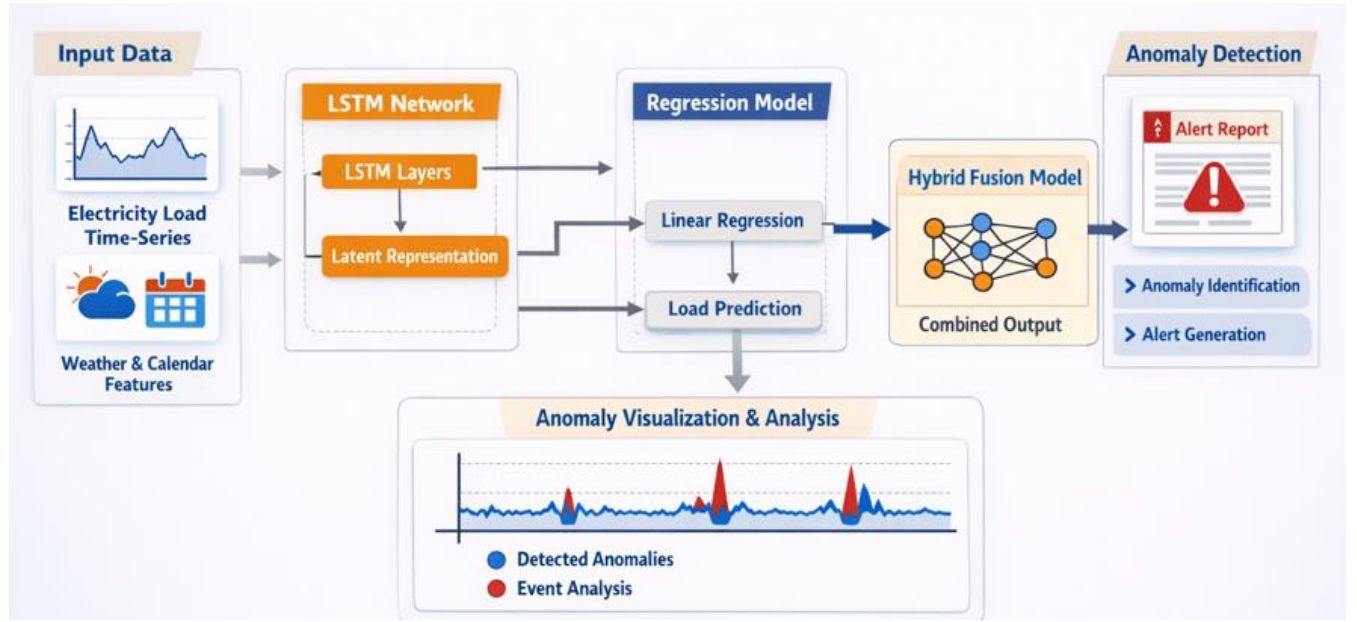 Input Data
Electricity Load
Time-Series
Weather & Calendar
Features
LSTM Network
LSTM Layers
Latent Representation
Regression Model
Linear Regression
Load Prediction
Hybrid Fusion Model
Combined Output
Anomaly Detection
Alert Report
Anomaly Identification
Alert Generation
Anomaly Visualization & Analysis
Detected Anomalies
Event Analysis